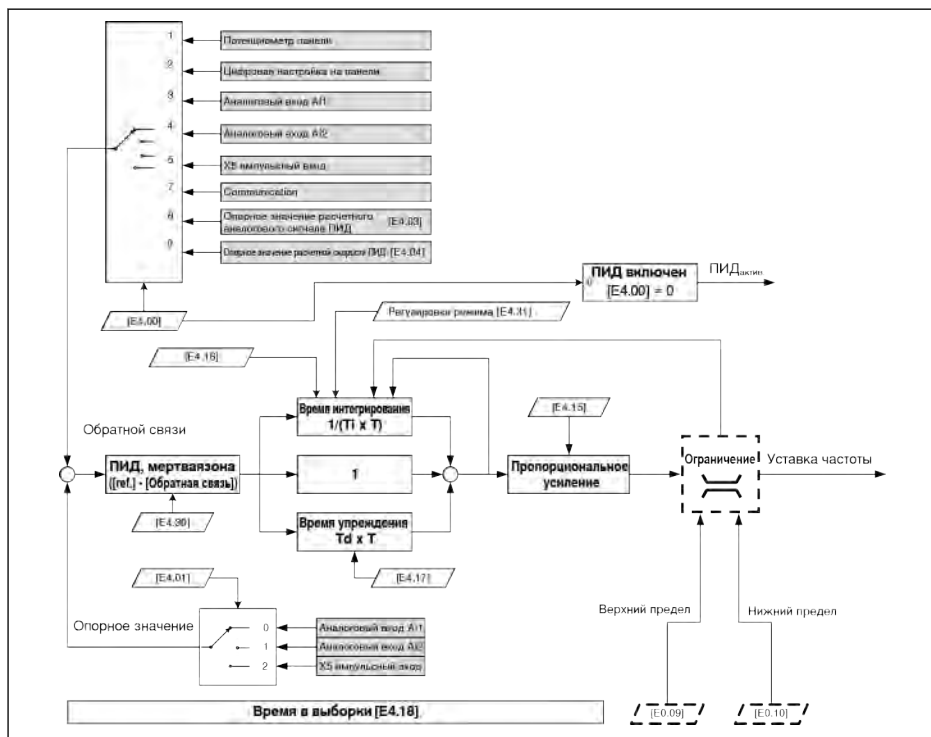 1 Потенциометр панели
2 Цифровая настройка на панели
3 Аналоговый вход AI1
4 Аналоговый вход AI2
5 X5 импульсный вход
7 Communication
8 Опорное значение расчетного
аналогового сигнала ПИД [E4.03]
9 Опорное значение расчетной скорости ПИД [E4.04]
[E4.00]
0 ПИД включен
[E4.00] = 0
ПИДактив
Регулировки режима [E4.31]
[E4.16]
Время интегрирования
1/(Ti x T)
[E4.15]
Обратной связи
ПИД, мертваязона
([ref.] - [Обратная связь])
1
Пропорциональное
усиление
Ограничение
Уставка частоты
[E4.30]
Время упреждения
Td x T
[E4.17]
[E4.01]
Верхний предел
Нижний предел
Опорное значение
0 Аналоговый вход AI1
1 Аналоговый вход AI2
2 X5 импульсный вход
Время в выборки [E4.18]
[E0.09]
[E0.10]